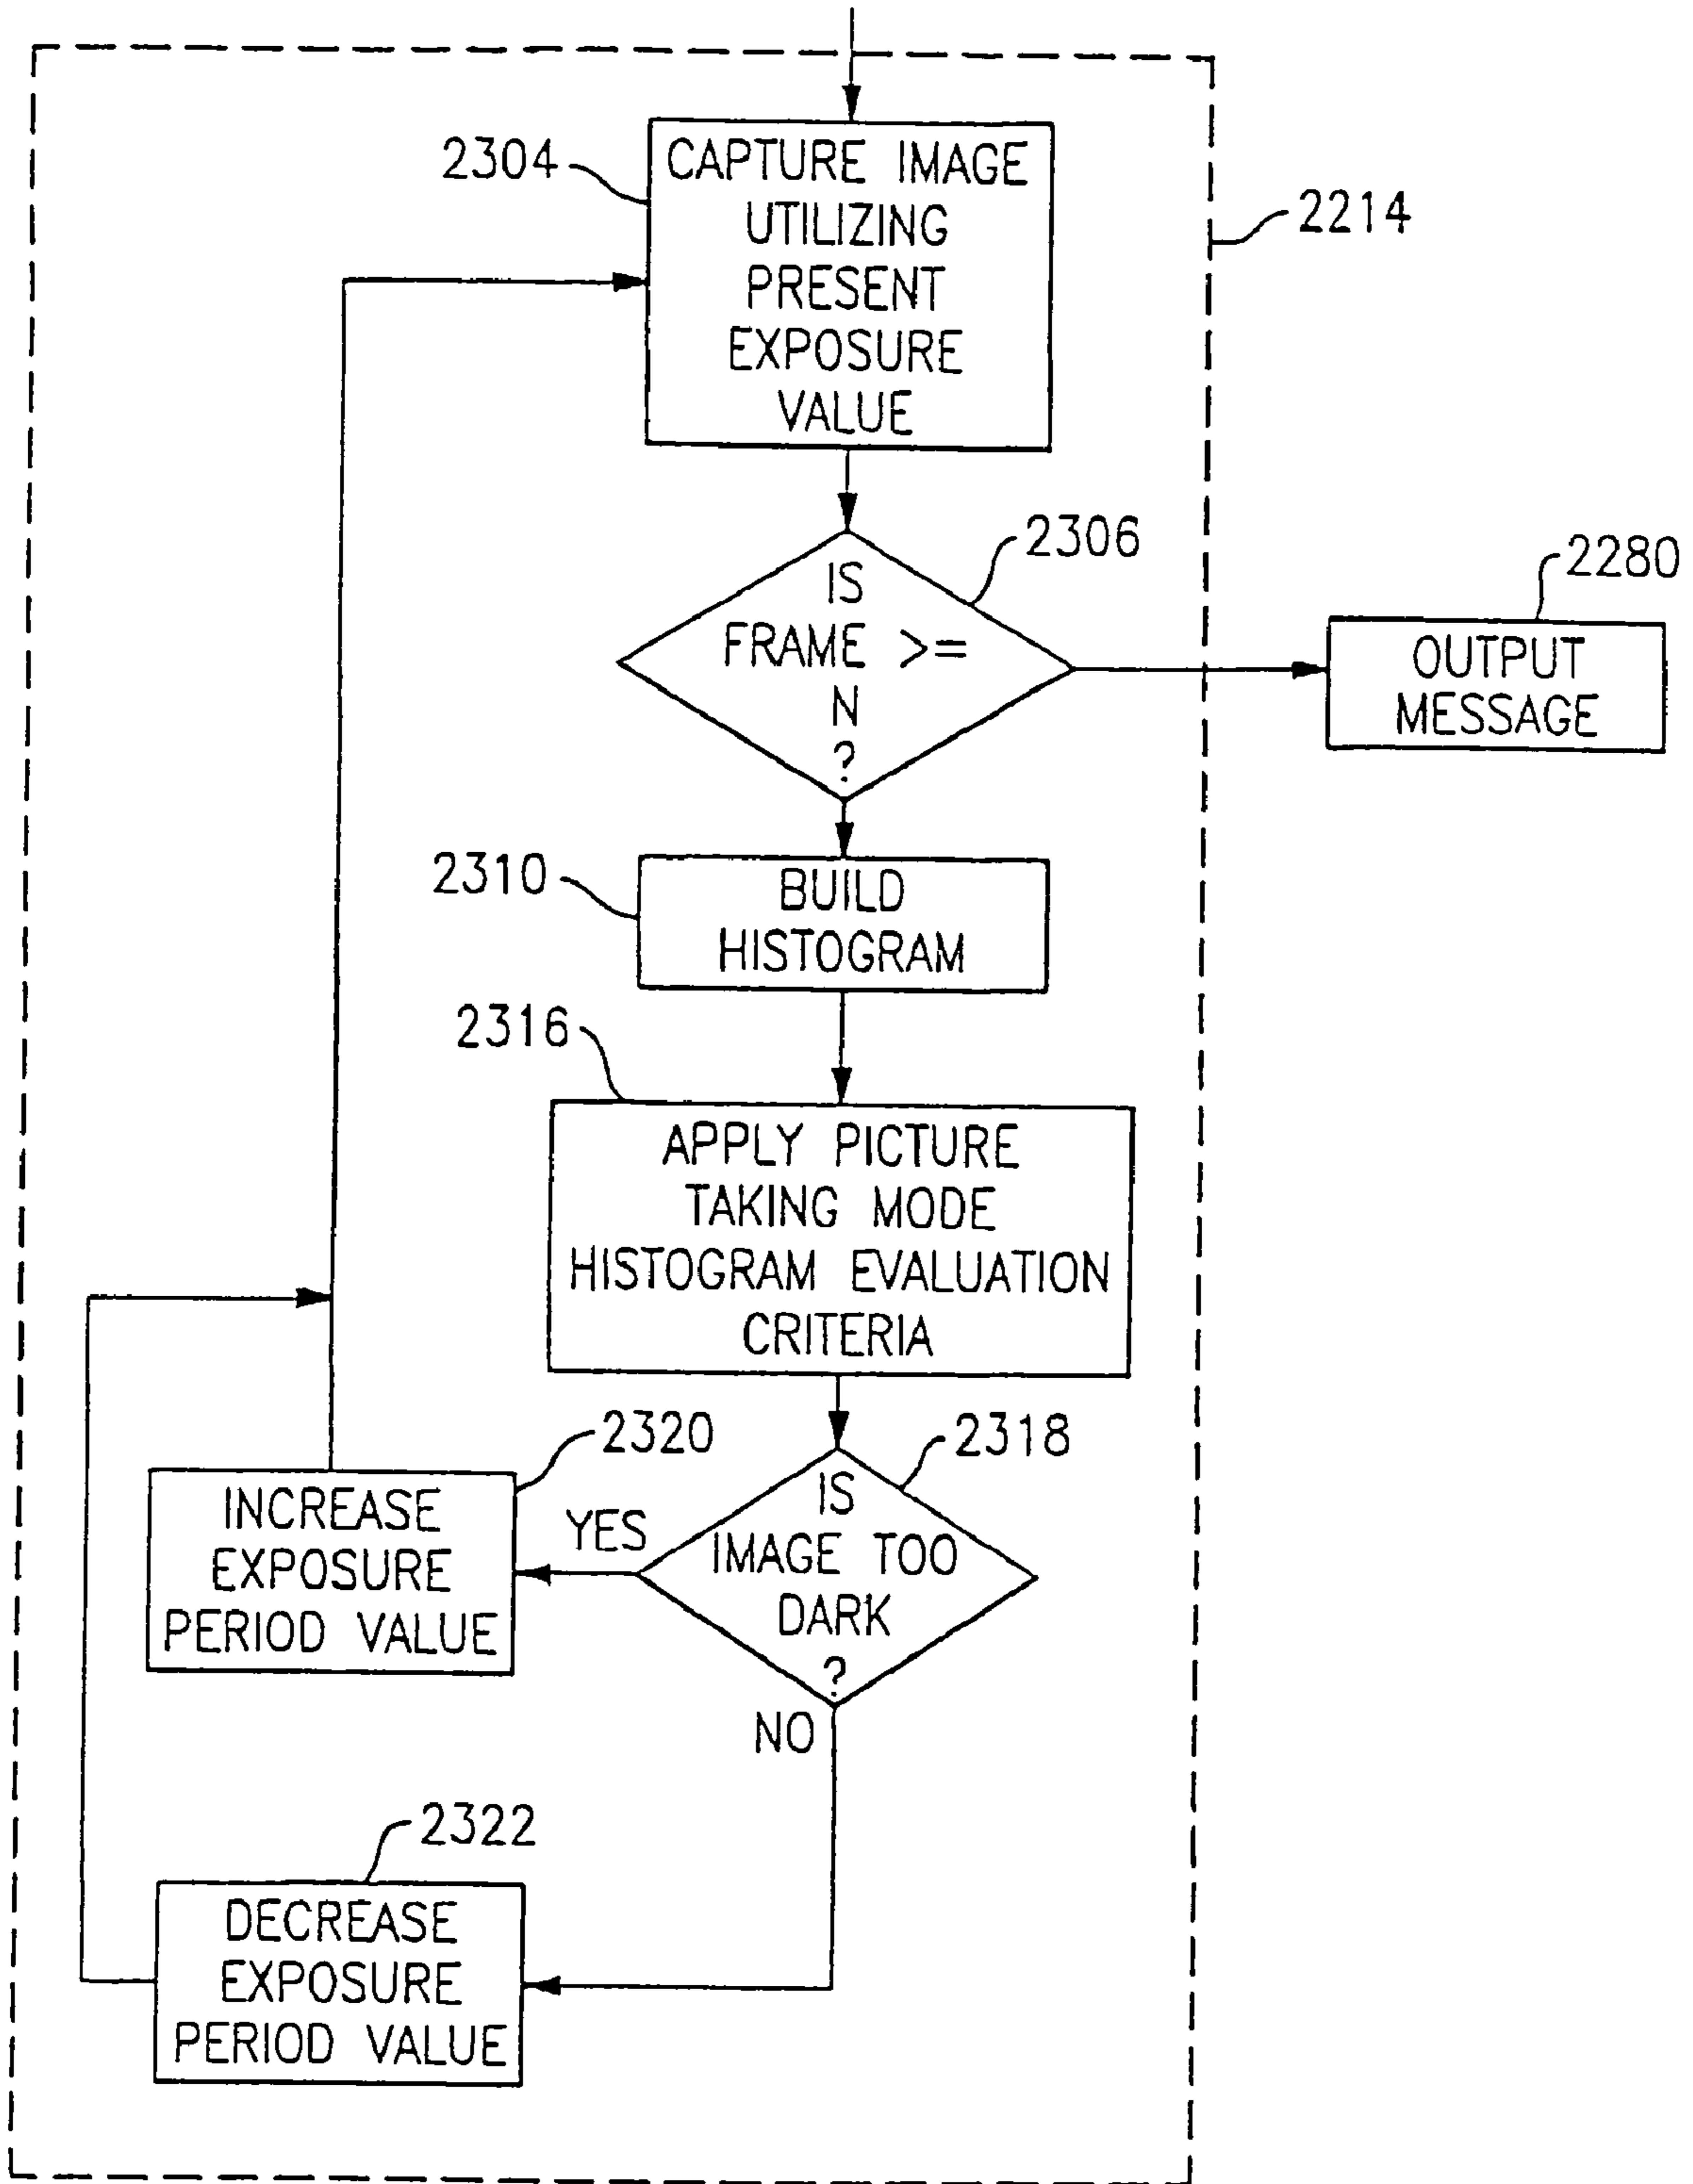 2304
CAPTURE IMAGE
UTILIZING
PRESENT
EXPOSURE
VALUE
2214
2306
IS
FRAME >=
N
?
2280
OUTPUT
MESSAGE
2310
BUILD
HISTOGRAM
2316
APPLY PICTURE
TAKING MODE
HISTOGRAM EVALUATION
CRITERIA
2320
INCREASE
EXPOSURE
PERIOD VALUE
YES
2318
IS
IMAGE TOO
DARK
?
NO
2322
DECREASE
EXPOSURE
PERIOD VALUE